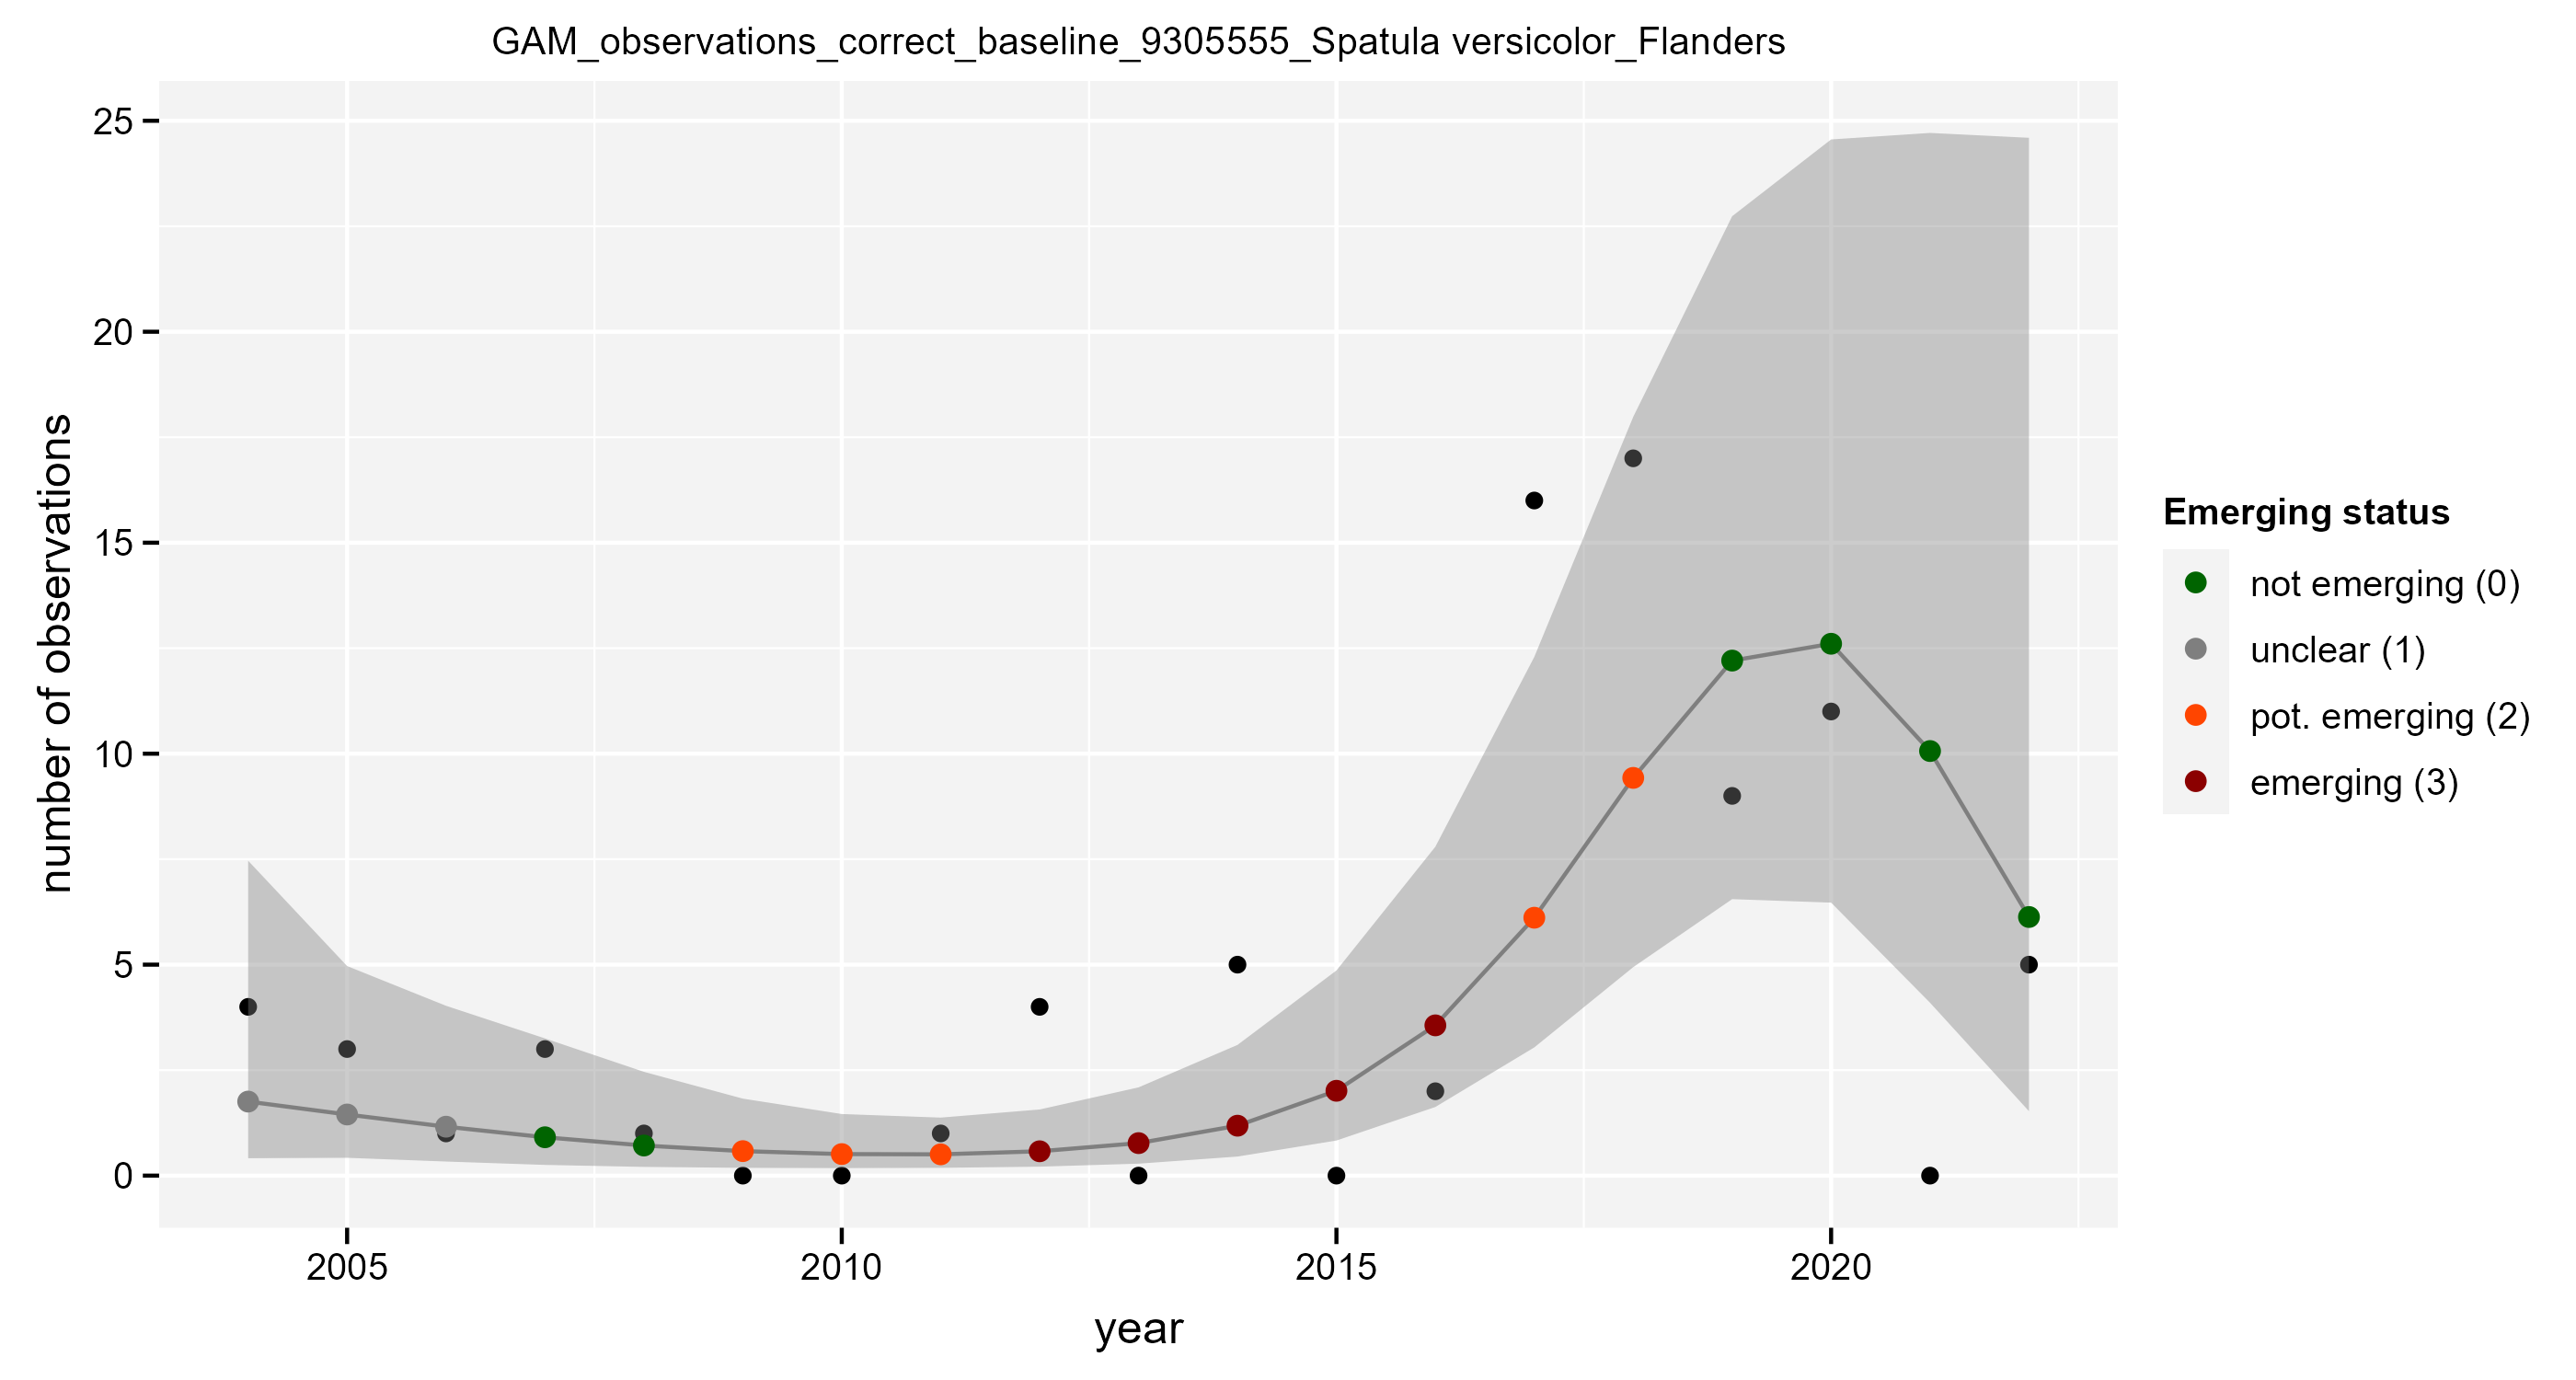 GAM_observations_correct_baseline_9305555_Spatula versicolor_Flanders
number of observations
25
20
15
10
5
0
2005 2010 2015 2020
year
Emerging status
not emerging (0)
unclear (1)
pot. emerging (2)
emerging (3)